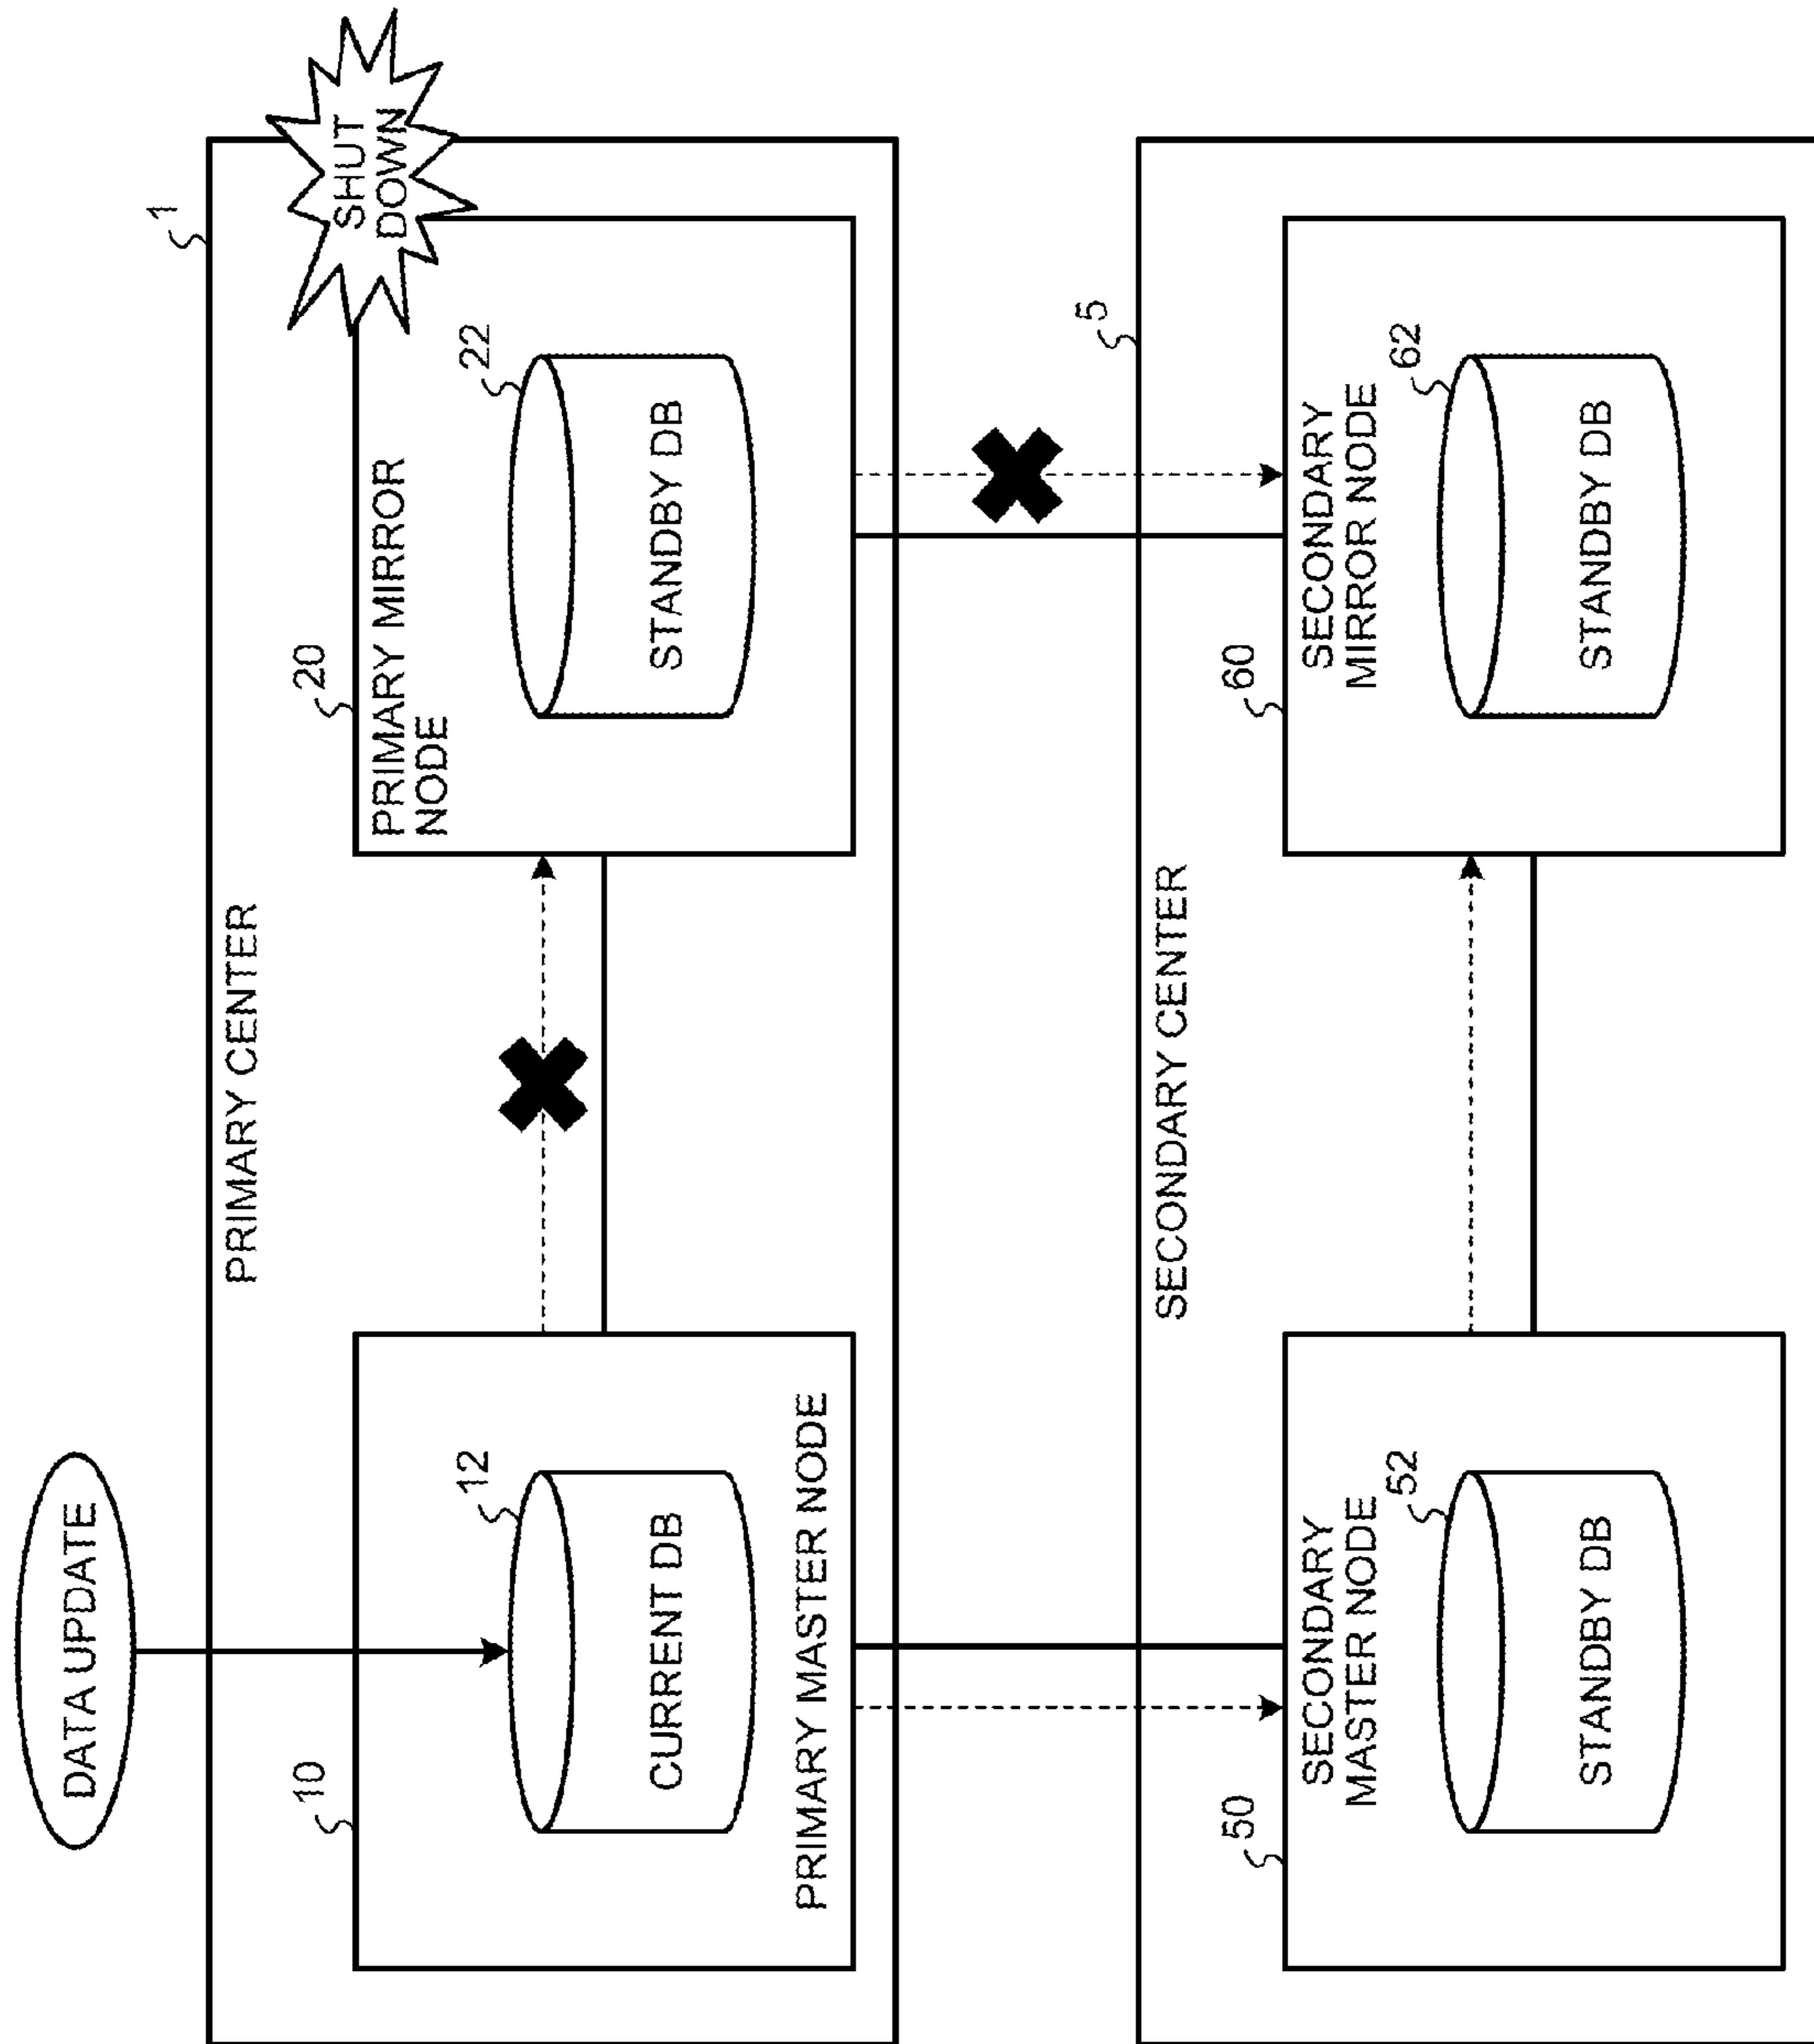 DATA UPDATE
1
PRIMARY CENTER
SHUT
DOWN
10
12
CURRENT DB
PRIMARY MASTER NODE
20
PRIMARY MIRROR
NODE
22
STANDBY DB
5
SECONDARY CENTER
50
SECONDARY
MASTER NODE
52
STANDBY DB
60
SECONDARY
MIRROR NODE
62
STANDBY DB